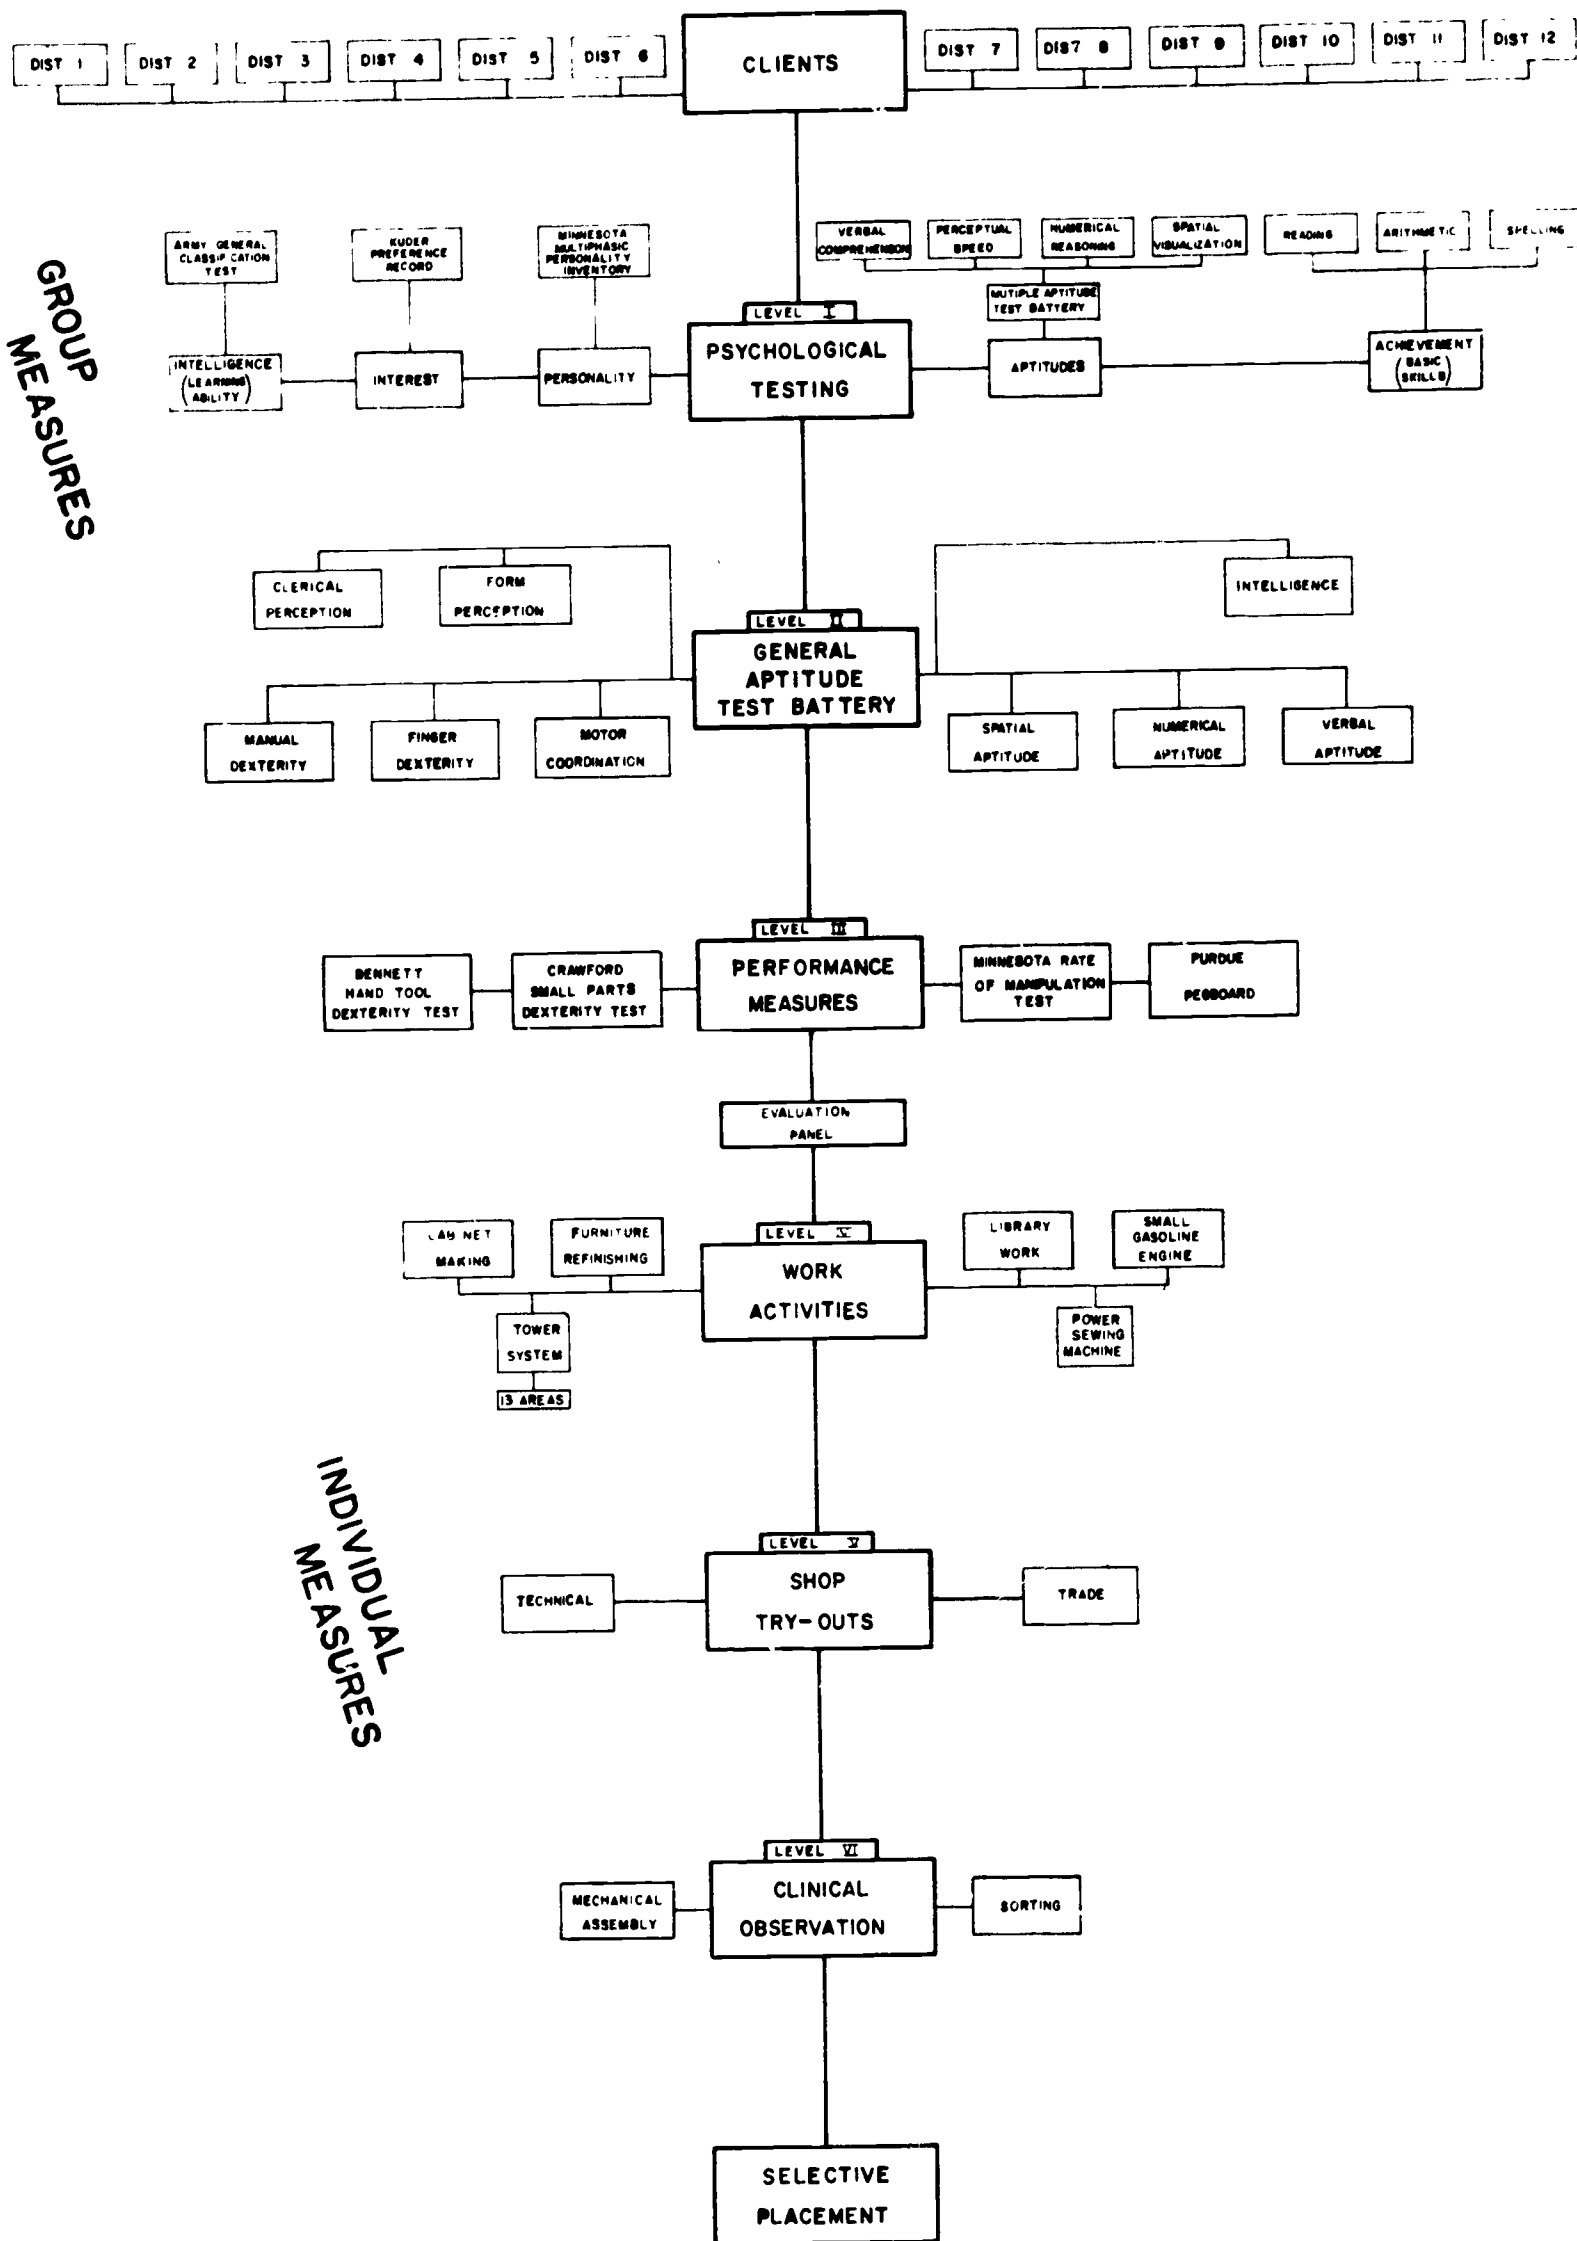 DIST 1
DIST 2
DIST 3
DIST 4
DIST 5
DIST 6
CLIENTS
DIST 7
DIST 8
DIST 9
DIST 10
DIST 11
DIST 12
GROUP
MEASURES
ARMY GENERAL
CLASSIFICATION
TEST
KUDER
PREFERENCE
RECORD
MINNESOTA
MULTIPHASIC
PERSONALITY
INVENTORY
VERBAL
COMPREHENSION
PERCEPTUAL
SPEED
NUMERICAL
REASONING
SPATIAL
VISUALIZATION
READING
ARITHMETIC
SPELLING
MUTIPLE APTITUDE
TEST BATTERY
INTELLIGENCE
(LEARNING
ABILITY)
INTEREST
PERSONALITY
LEVEL I
PSYCHOLOGICAL
TESTING
APTITUDES
ACHIEVEMENT
(BASIC
SKILLS)
CLERICAL
PERCEPTION
FORM
PERCEPTION
INTELLIGENCE
LEVEL II
GENERAL
APTITUDE
TEST BATTERY
MANUAL
DEXTERITY
FINGER
DEXTERITY
MOTOR
COORDINATION
SPATIAL
APTITUDE
NUMERICAL
APTITUDE
VERBAL
APTITUDE
LEVEL III
PERFORMANCE
MEASURES
BENNETT
HAND TOOL
DEXTERITY TEST
CRAWFORD
SMALL PARTS
DEXTERITY TEST
MINNESOTA RATE
OF MANIPULATION
TEST
PURDUE
PEGBOARD
EVALUATION
PANEL
INDIVIDUAL
MEASURES
MAKING
FURNITURE
REFINISHING
LEVEL
WORK
ACTIVITIES
LIBRARY
WORK
SMALL
GASOLINE
ENGINE
TOWER
SYSTEM
13 AREAS
POWER
SEWING
MACHINE
LEVEL V
SHOP
TRY-OUTS
TECHNICAL
TRADE
LEVEL VI
CLINICAL
OBSERVATION
MECHANICAL
ASSEMBLY
SORTING
SELECTIVE
PLACEMENT